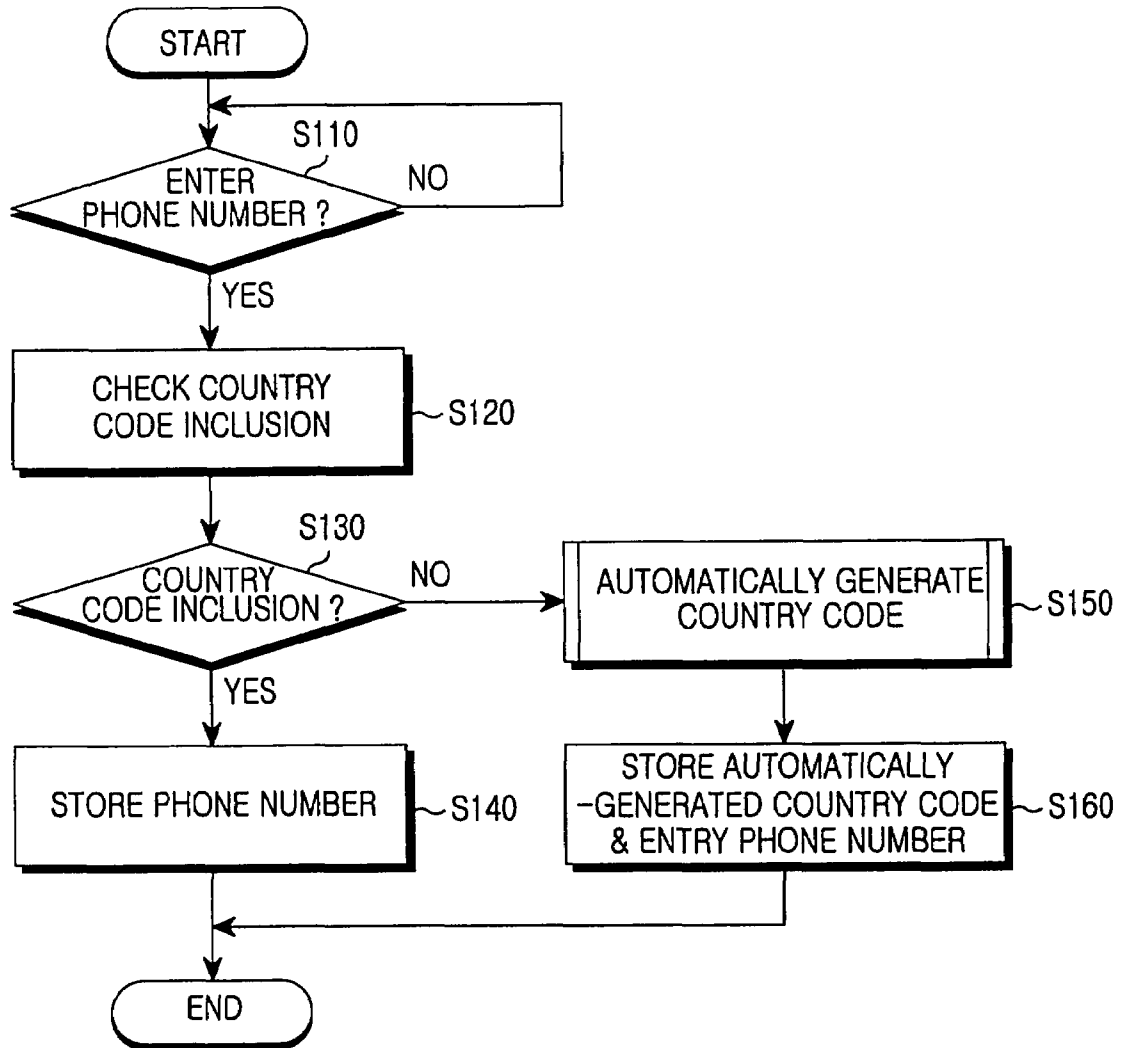 START
S110
ENTER
PHONE NUMBER ?
NO
YES
CHECK COUNTRY
CODE INCLUSION
S120
S130
COUNTRY
CODE INCLUSION ?
NO
AUTOMATICALLY GENERATE
COUNTRY CODE
S150
YES
STORE PHONE NUMBER
S140
STORE AUTOMATICALLY
-GENERATED COUNTRY CODE
& ENTRY PHONE NUMBER
S160
END